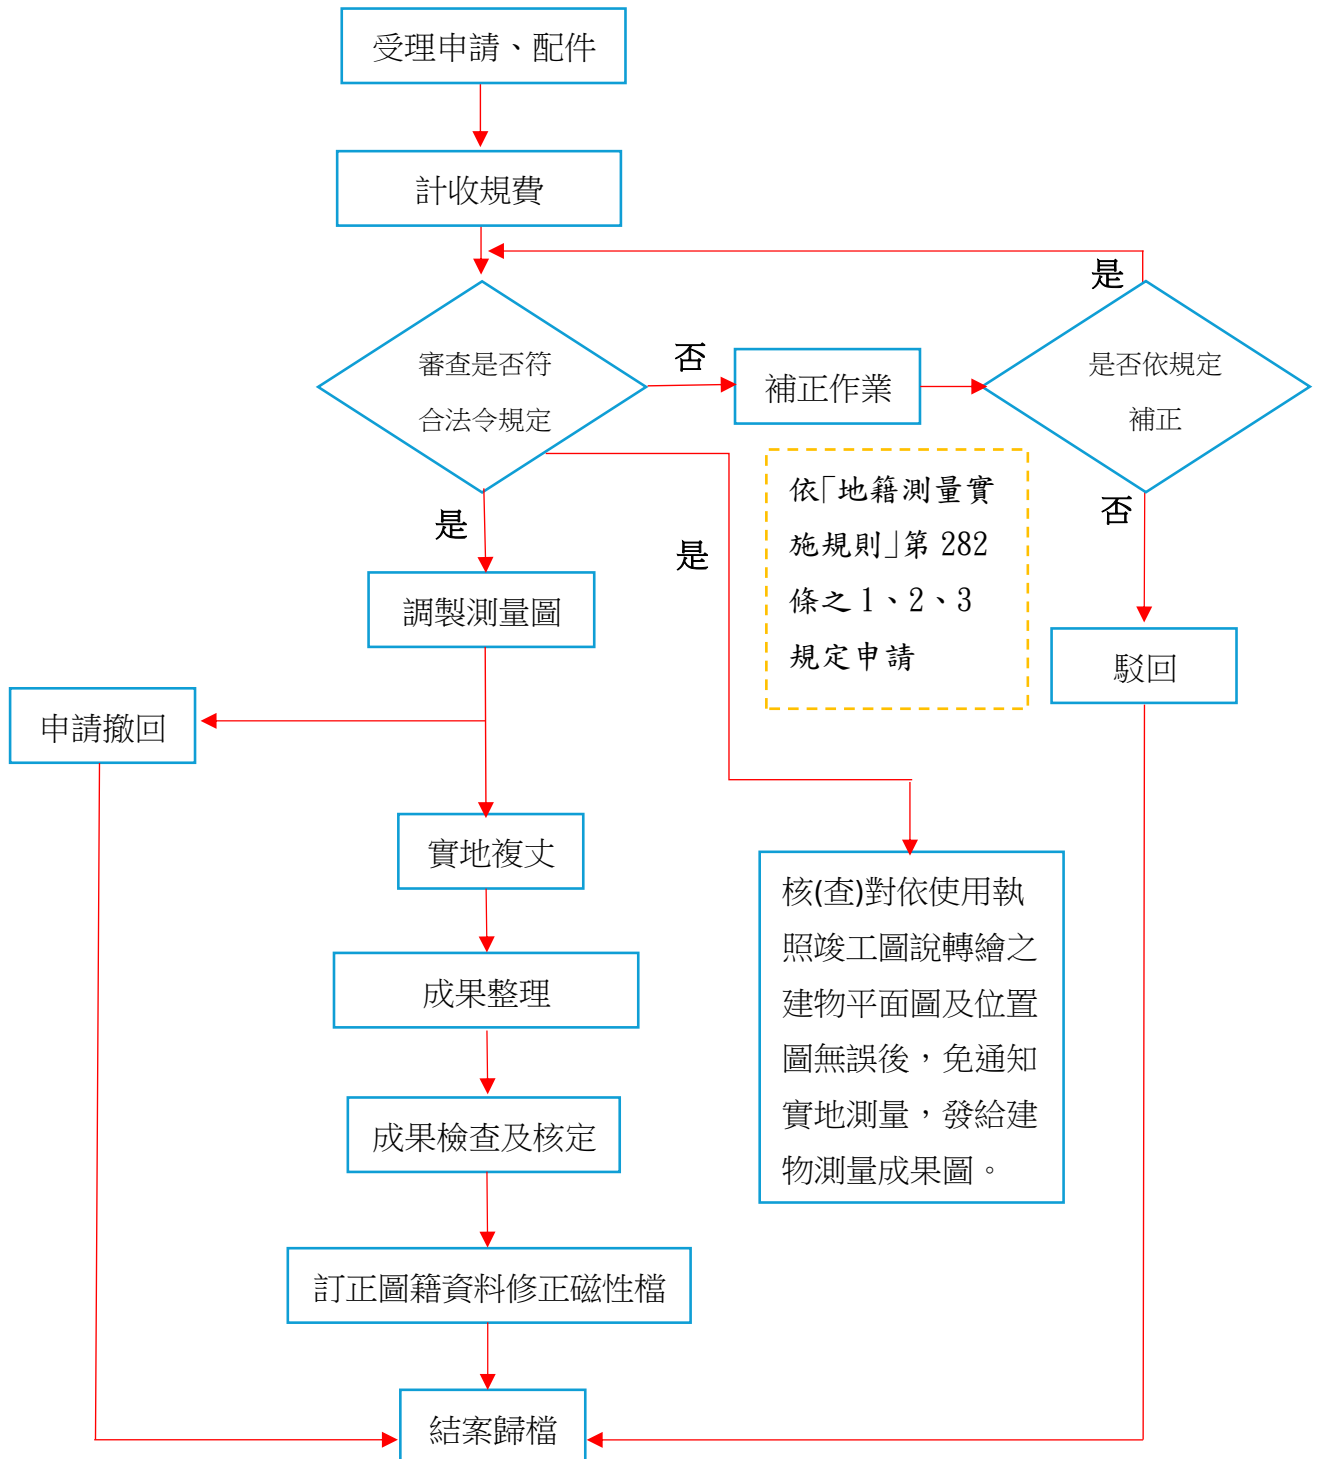 受理申請、配件
計收規費
是
審查是否符
合法令規定
否
補正作業
是否依規定
補正
依「地籍測量實
施規則」第 282
條之 1、2、3
規定申請
否
是
是
調製測量圖
駁回
申請撤回
實地複丈
核(查)對依使用執
照竣工圖說轉繪之
建物平面圖及位置
圖無誤後，免通知
實地測量，發給建
物測量成果圖。
成果整理
成果檢查及核定
訂正圖籍資料修正磁性檔
結案歸檔